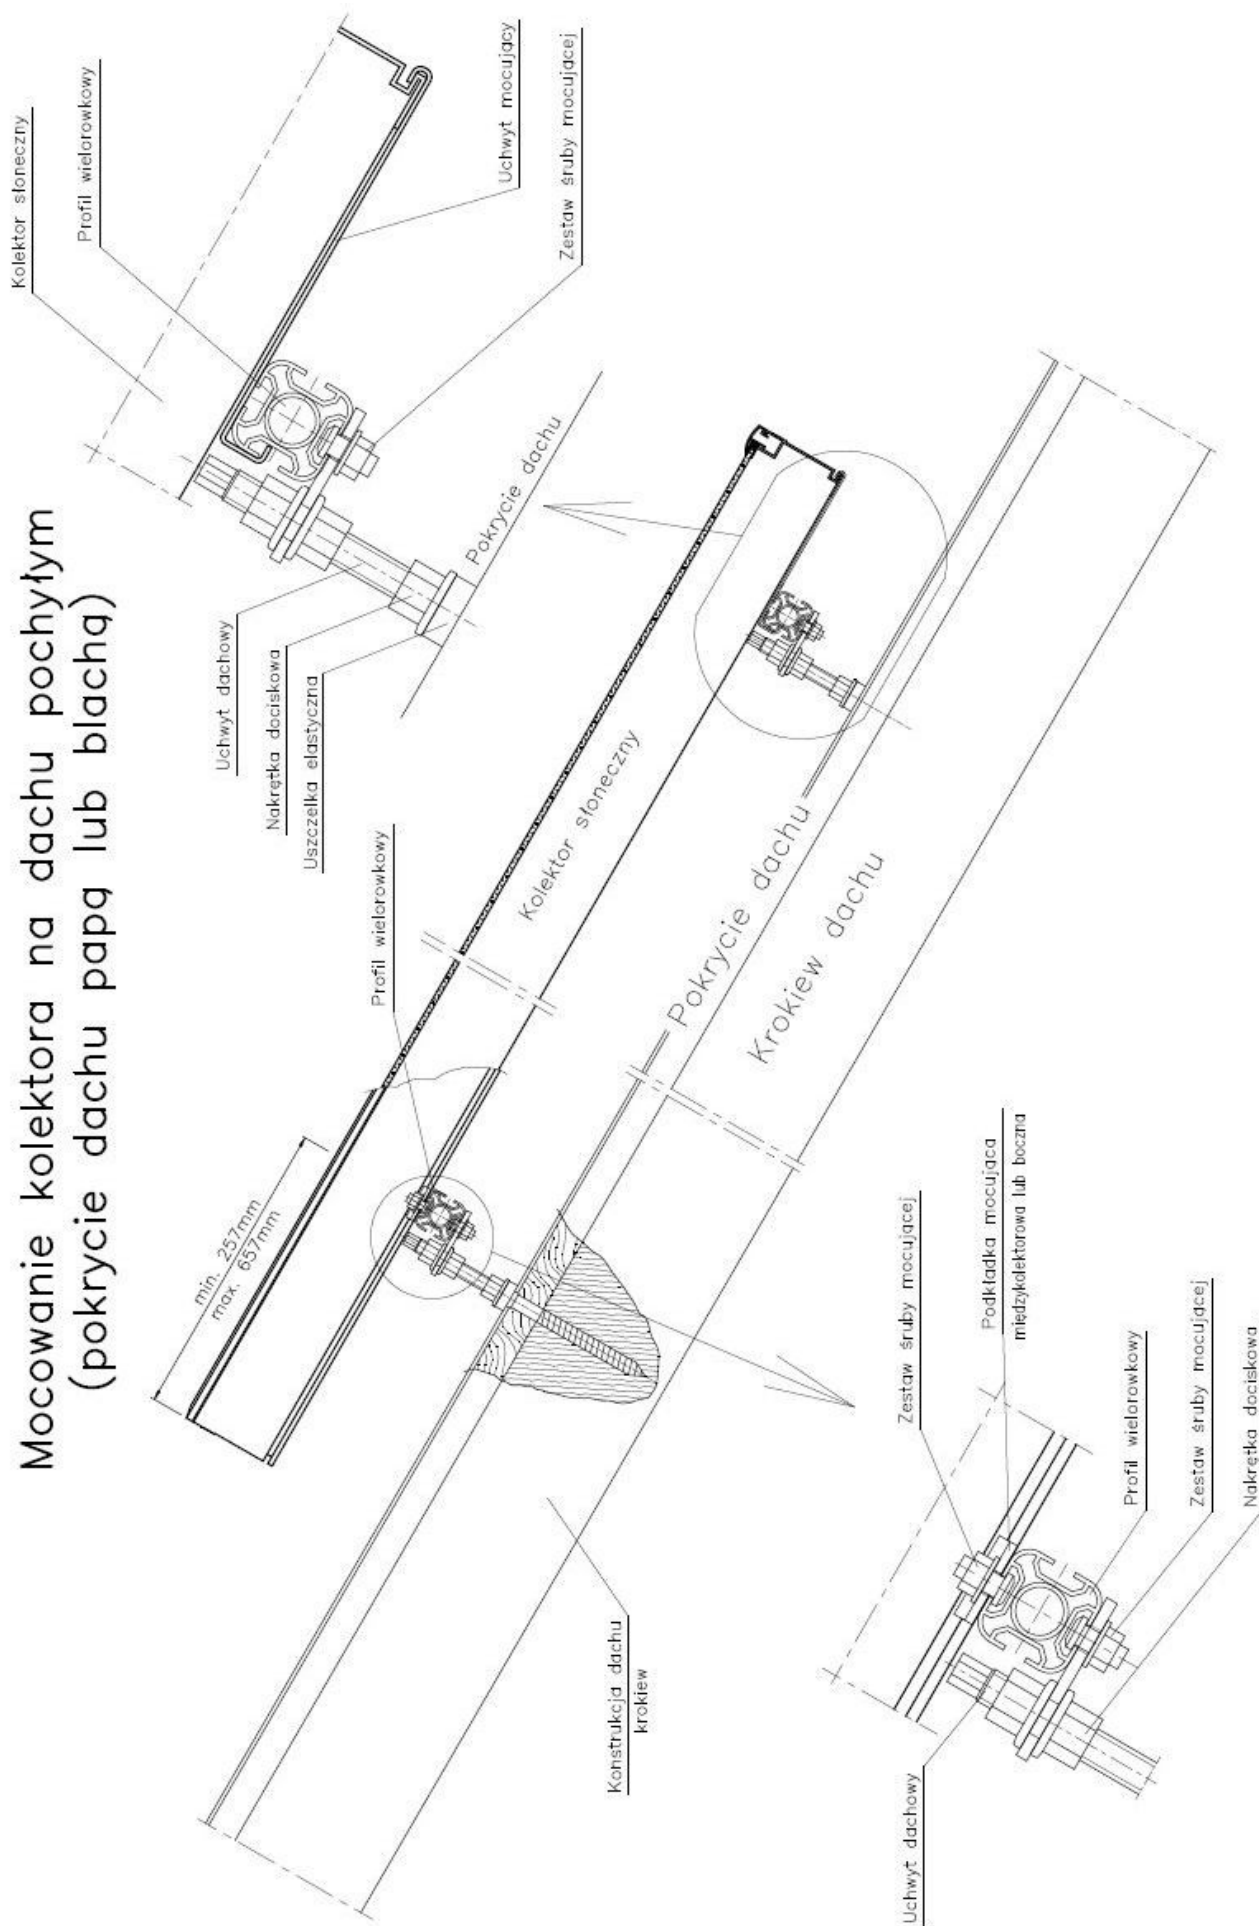 Mocowanie kolektora na dachu pochyłym
(pokrycie dachu papą lub blachą)
min. 257mm
max. 657mm
Profil wielorowkowy
Uchwyt dachowy
Nakrętka dociskowa
Uszczelka elastyczna
Kolektor słoneczny
Profil wielorowkowy
Pokrycie dachu
Uchwyt mocujący
Zestaw śruby mocującej
Kolektor słoneczny
Pokrycie dachu
Krokiew dachu
Konstrukcja dachu
krokiew
Uchwyt dachowy
Zestaw śruby mocującej
Podkładka mocująca
międzykolektorowa lub boczna
Profil wielorowkowy
Zestaw śruby mocującej
Nakrętka dociskowa